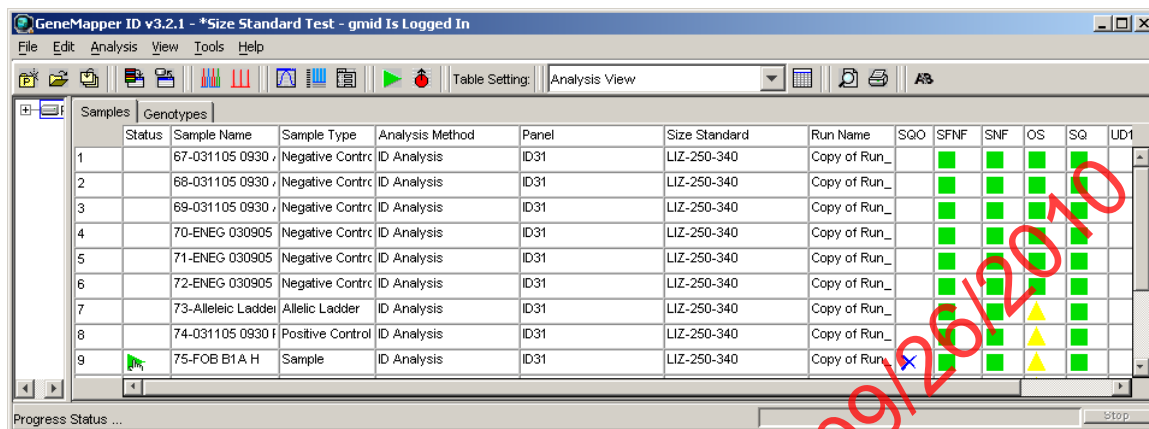 GeneMapper ID v3.2.1 - *Size Standard Test - gmid Is Logged In
File Edit Analysis View Tools Help
Table Setting: Analysis View
Samples Genotypes
Status Sample Name Sample Type Analysis Method Panel Size Standard Run Name SQO SFNF SNF OS SQ UD1
1 67-031105 0930 Negative Contrc ID Analysis ID31 LIZ-250-340 Copy of Run_
2 68-031105 0930 Negative Contrc ID Analysis ID31 LIZ-250-340 Copy of Run_
3 69-031105 0930 Negative Contrc ID Analysis ID31 LIZ-250-340 Copy of Run_
4 70-ENEG 030905 Negative Contrc ID Analysis ID31 LIZ-250-340 Copy of Run_
5 71-ENEG 030905 Negative Contrc ID Analysis ID31 LIZ-250-340 Copy of Run_
6 72-ENEG 030905 Negative Contrc ID Analysis ID31 LIZ-250-340 Copy of Run_
7 73-Alleleic Ladder Allelic Ladder ID Analysis ID31 LIZ-250-340 Copy of Run_
8 74-031105 0930 Positive Control ID Analysis ID31 LIZ-250-340 Copy of Run_
9 75-FOB B1 A H Sample ID Analysis ID31 LIZ-250-340 Copy of Run_
Progress Status ... Stop
09/26/2010